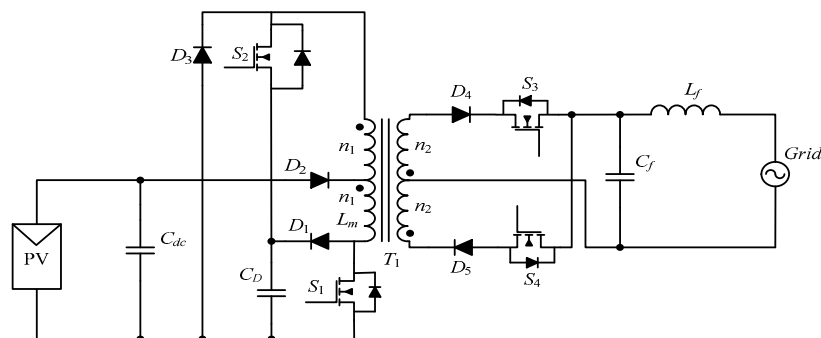 D3
S2
D4
S3
Lf
n1
n2
D2
Cf
Grid
n1
n2
Cdc
D1
Lm
PV
T1
D5
CD
S1
S4